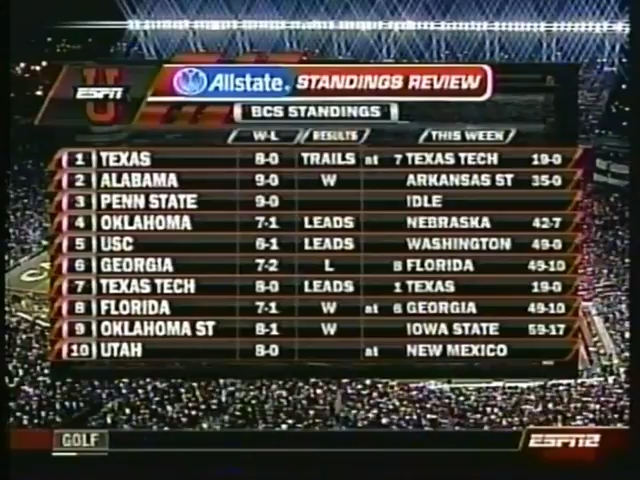 U
ESPN
Allstate. STANDINGS REVIEW
BCS STANDINGS
W-L RESULTS THIS WEEK
1 TEXAS 8-0 TRAILS at 7 TEXAS TECH 19-0
2 ALABAMA 9-0 W ARKANSAS ST 35-0
3 PENN STATE 9-0 IDLE
4 OKLAHOMA 7-1 LEADS NEBRASKA 42-7
5 USC 6-1 LEADS WASHINGTON 49-0
6 GEORGIA 7-2 L 8 FLORIDA 49-10
7 TEXAS TECH 8-0 LEADS 1 TEXAS 19-0
8 FLORIDA 7-1 W at 6 GEORGIA 49-10
9 OKLAHOMA ST 8-1 W IOWA STATE 59-17
10 UTAH 8-0 at NEW MEXICO
GOLF ESPN2